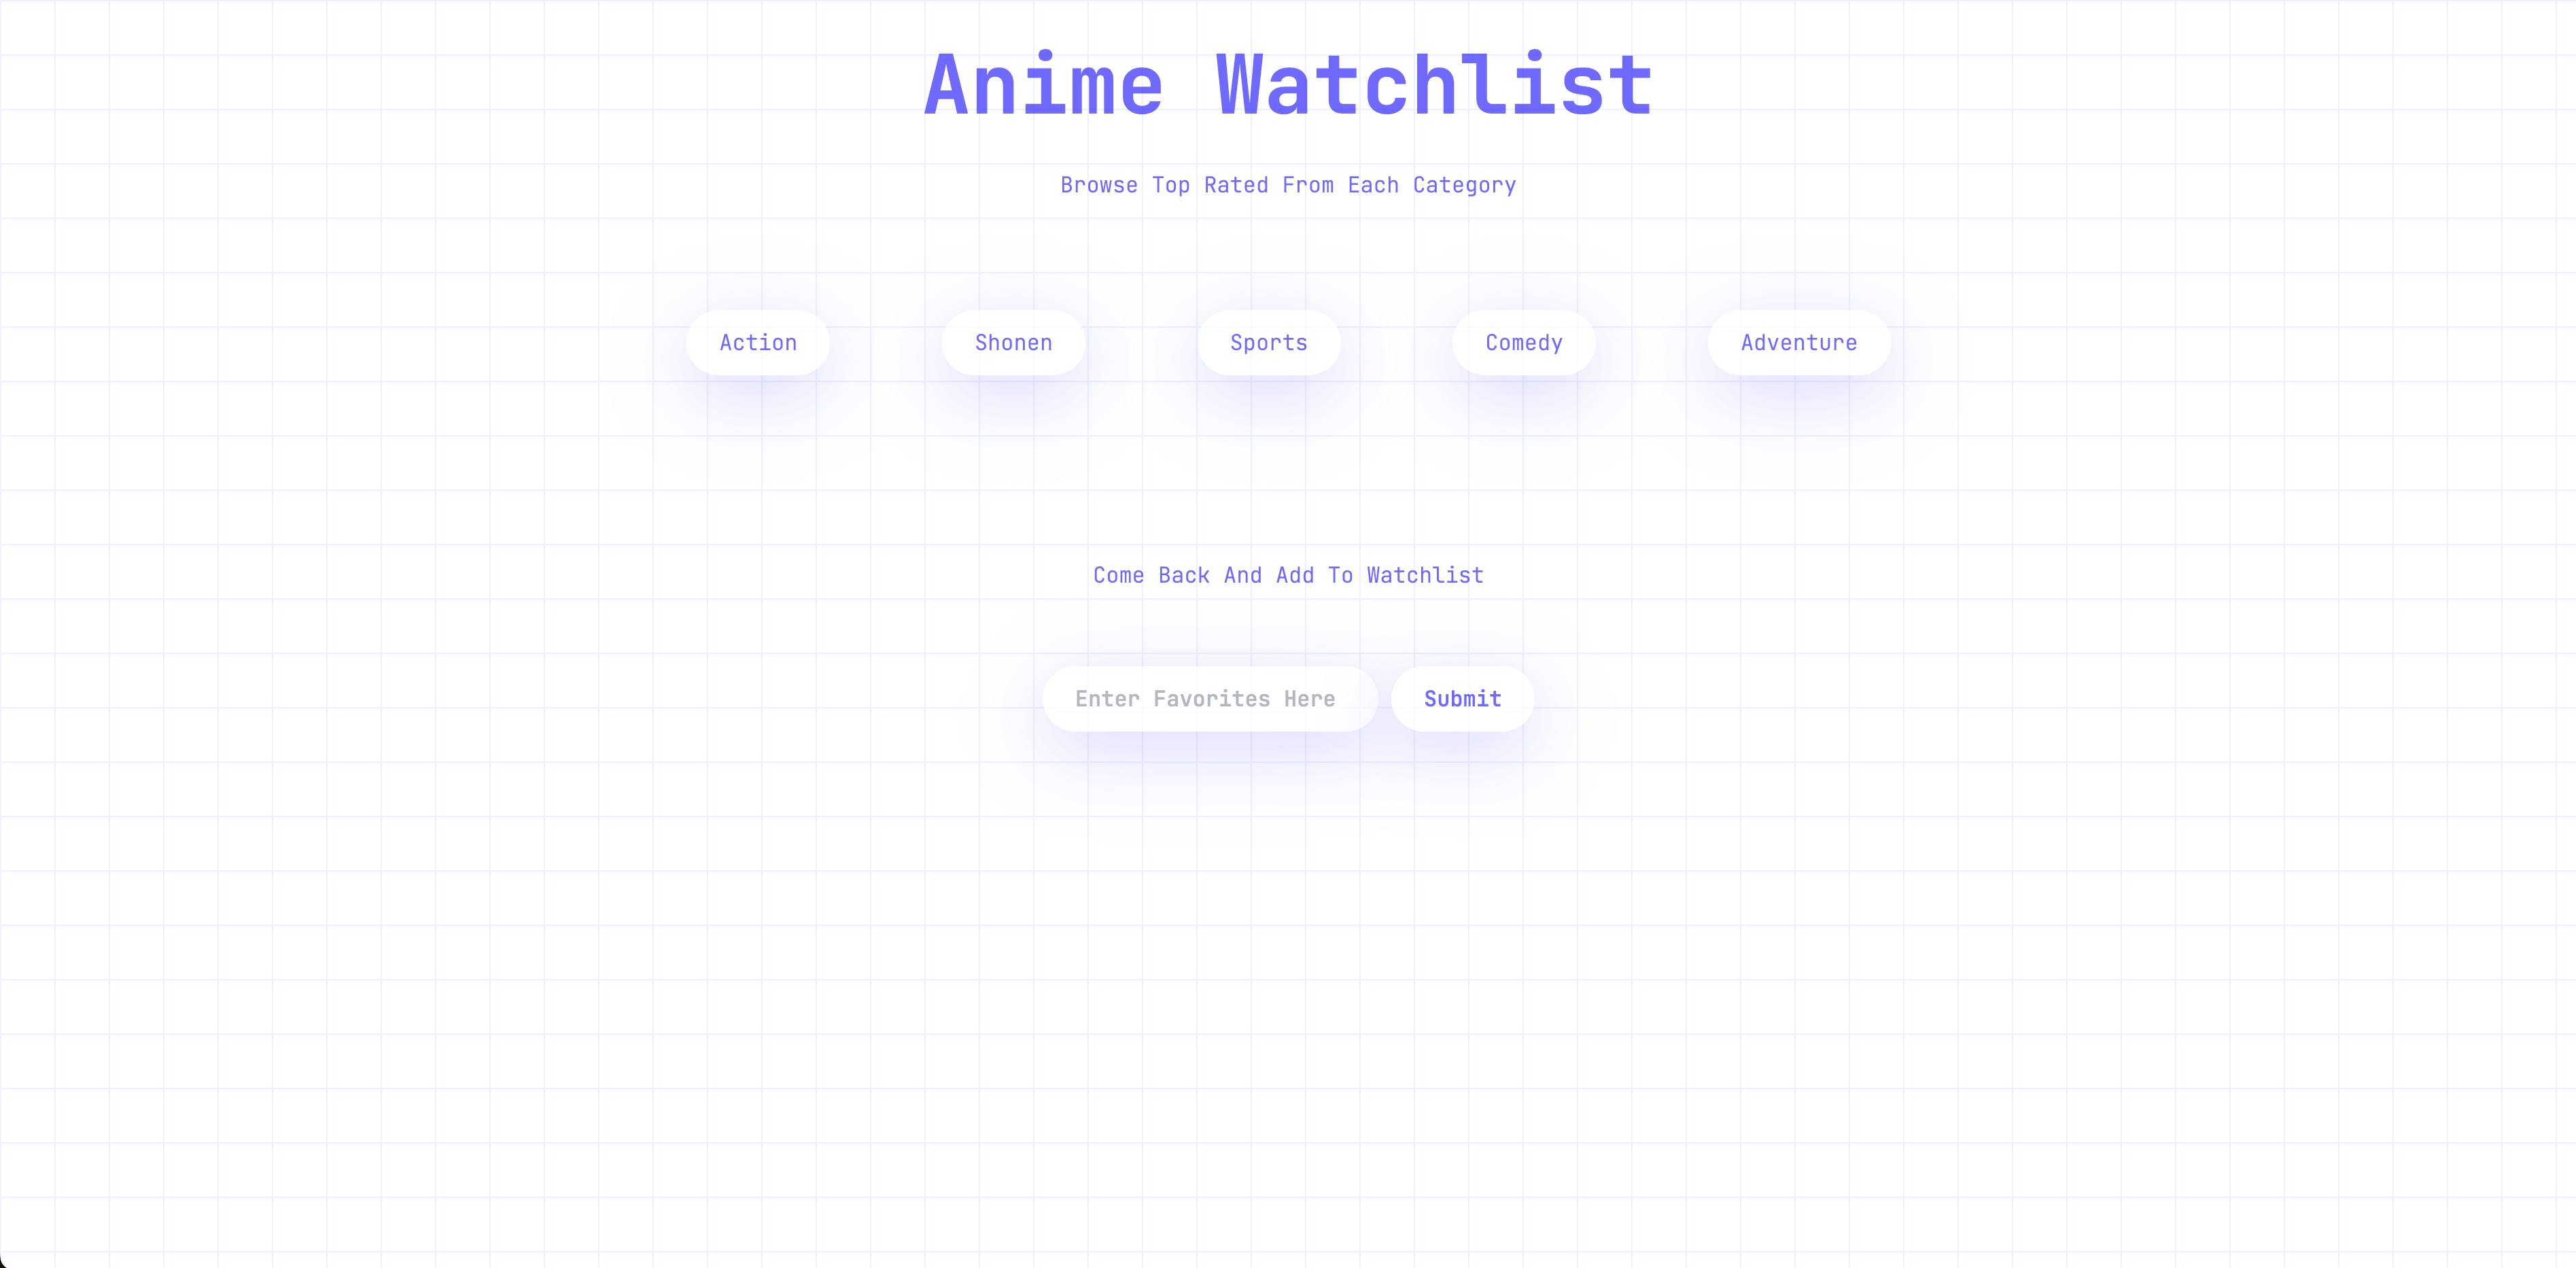 Anime Watchlist
Browse Top Rated From Each Category
Action Shonen Sports Comedy Adventure
Come Back And Add To Watchlist
Enter Favorites Here Submit